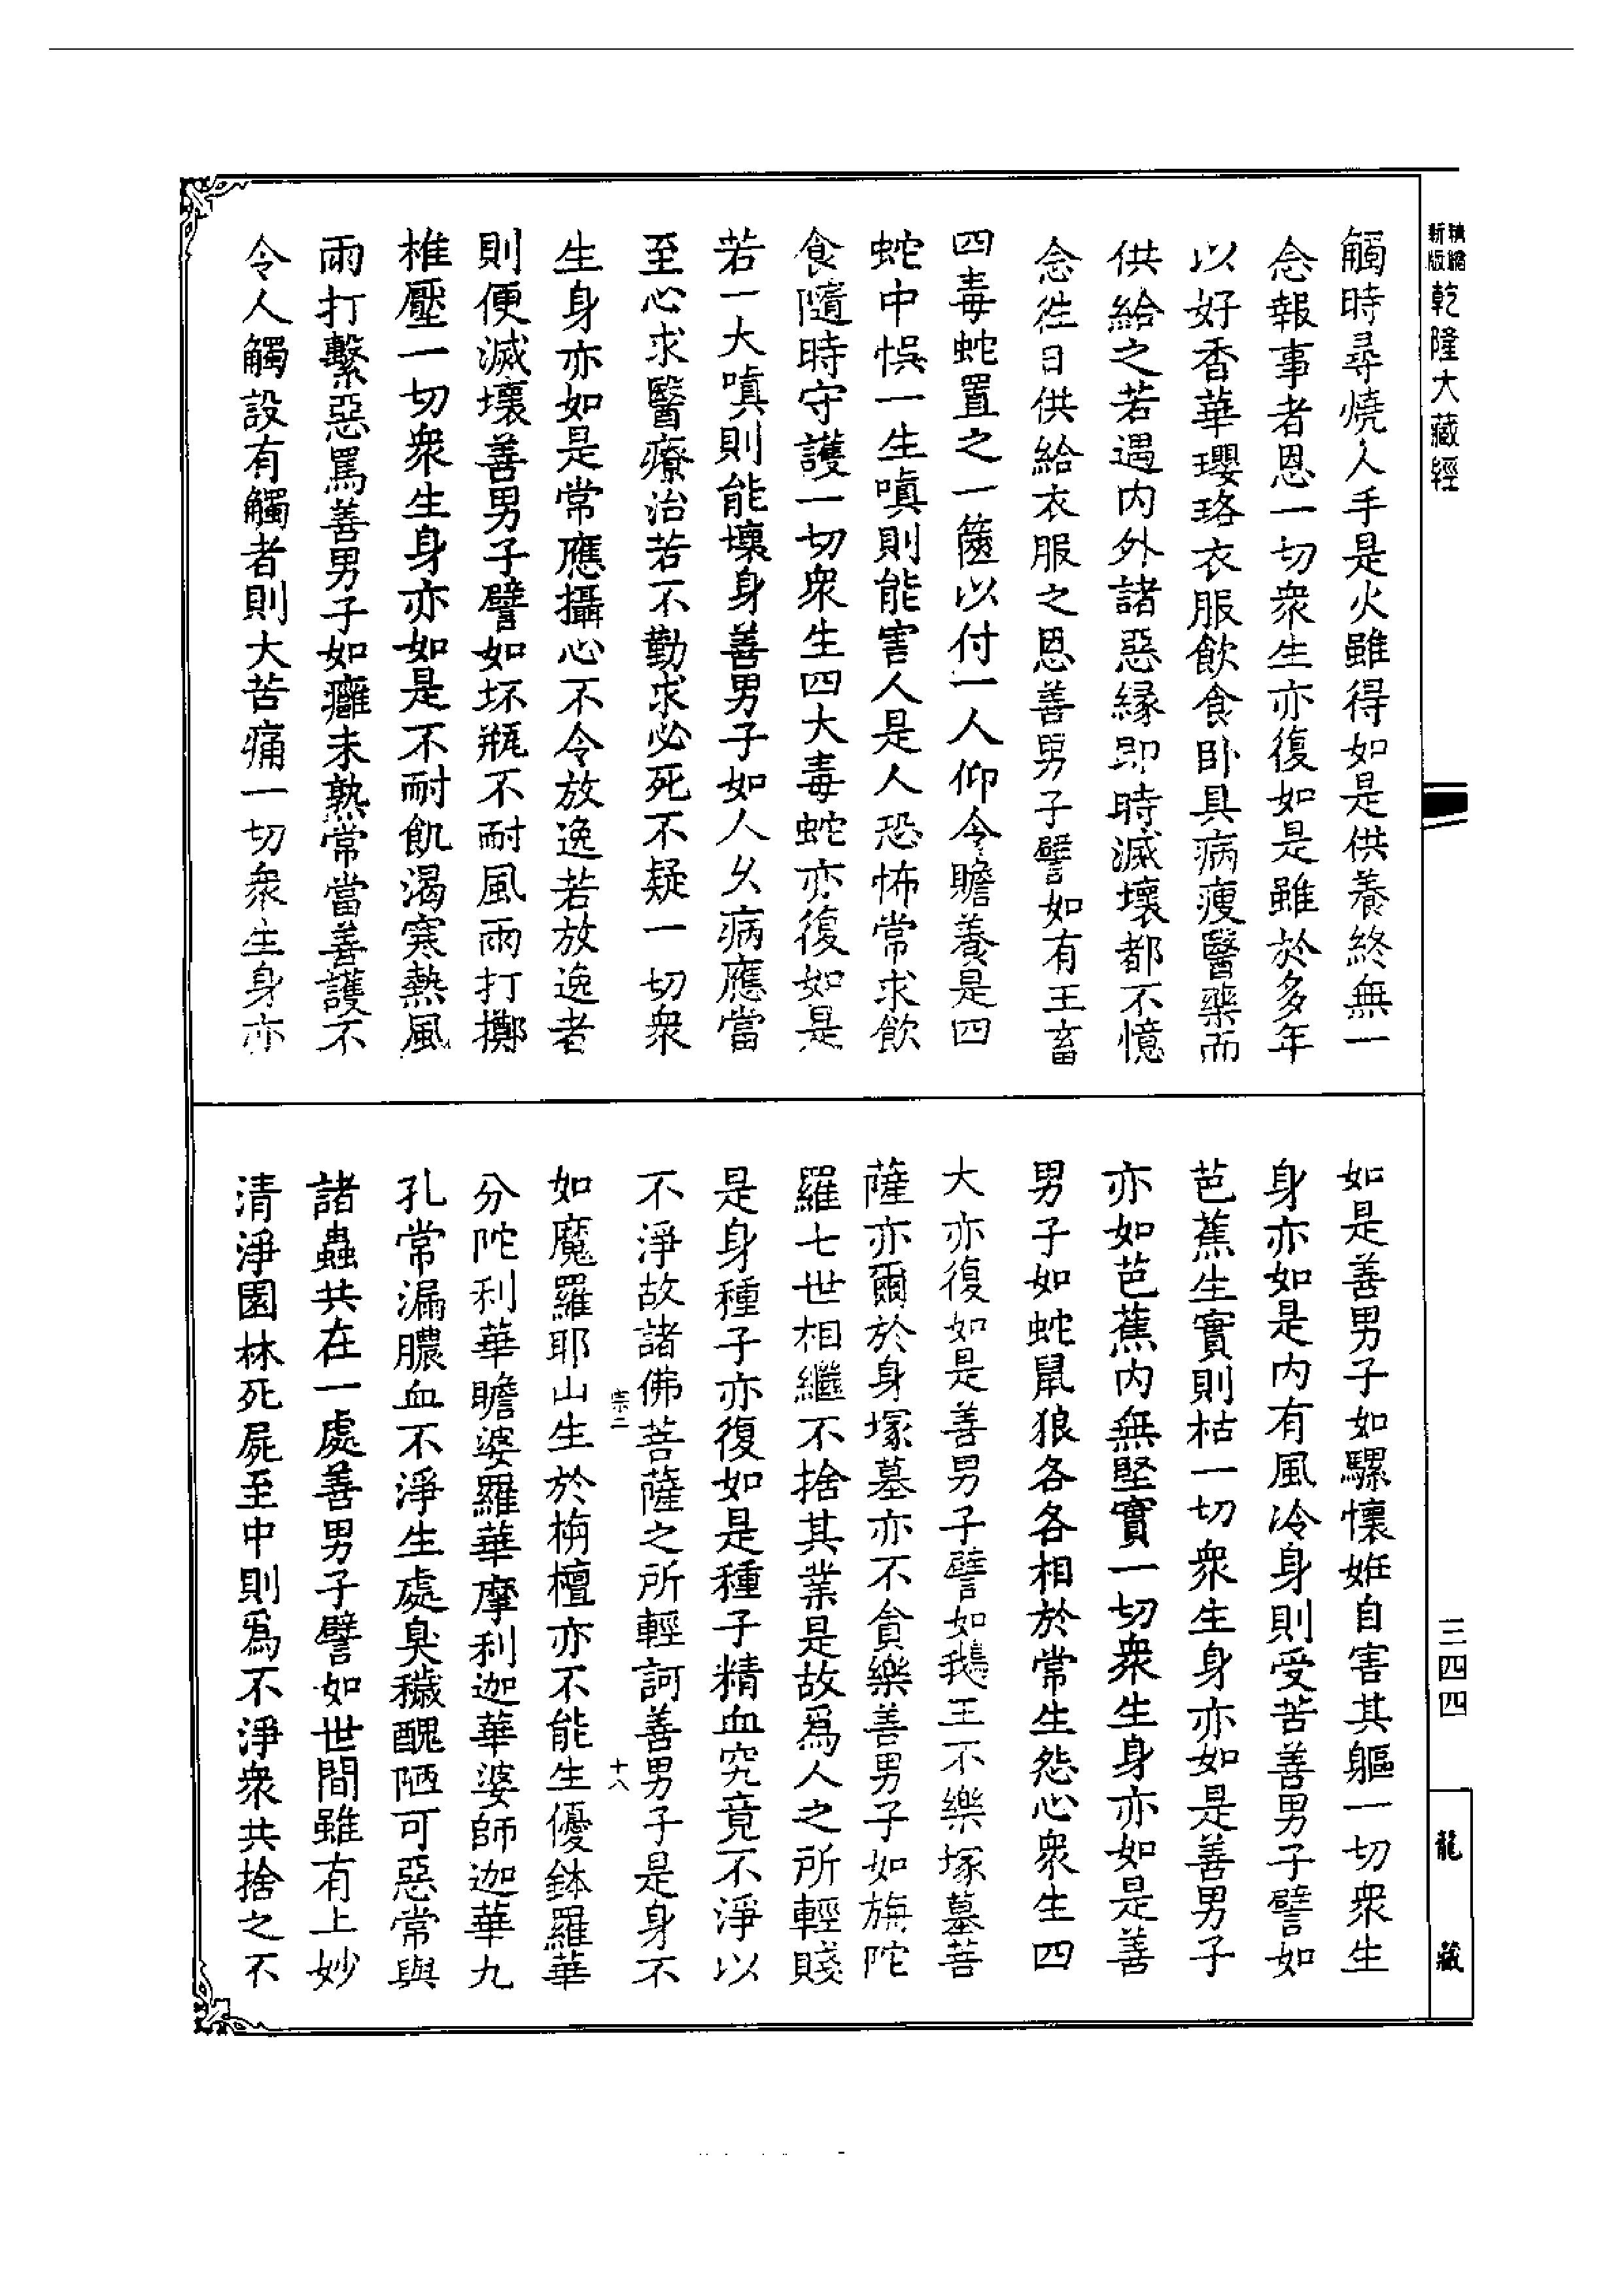 新編縮版
乾隆大藏經
觸時尋燒人手是火雖得如是供養終無一
念報事者恩一切衆生亦復如是雖於多年
以好香華瓔珞衣服飲食卧具病瘦醫藥而
供給之若遇内外諸惡緣即時滅壞都不憶
念徃日供給衣服之恩善男子譬如有王畜
四毒蛇置之一篋以付一人仰令瞻養是四
蛇中悞一生嗔則能害人是人恐怖常求飲
食隨時守護一切衆生四大毒蛇亦復如是
若一大嗔則能壞身善男子如人久病應當
至心求醫療治若不勤求必死不疑一切衆
生身亦如是常應攝心不令放逸若放逸者
則便滅壞善男子譬如坏瓶不耐風雨打擲
椎壓一切衆生身亦如是不耐飢渴寒熱風
雨打繫惡罵善男子如癰未熟常當善護不
令人觸設有觸者則大苦痛一切衆生身亦
如是善男子如騾懷姙自害其軀一切衆生
身亦如是内有風冷身則受苦善男子譬如
芭蕉生實則枯一切衆生身亦如是善男子
亦如芭蕉内無堅實一切衆生身亦如是善
男子如蛇鼠狼各各相於常生怨心衆生四
大亦復如是善男子譬如鵝王不樂塚墓菩
薩亦爾於身塚墓亦不貪樂善男子如旃陀
羅七世相繼不捨其業是故爲人之所輕賤
是身種子亦復如是種子精血究竟不淨以
不淨故諸佛菩薩之所輕訶善男子是身不
宗二 十八
如魔羅耶山生於栴檀亦不能生優鉢羅華
分陀利華瞻婆羅華摩利迦華婆師迦華九
孔常漏膿血不淨生處臭穢醜陋可惡常與
諸蟲共在一處善男子譬如世間雖有上妙
清淨園林死屍至中則爲不淨衆共捨之不
三四四
龍藏